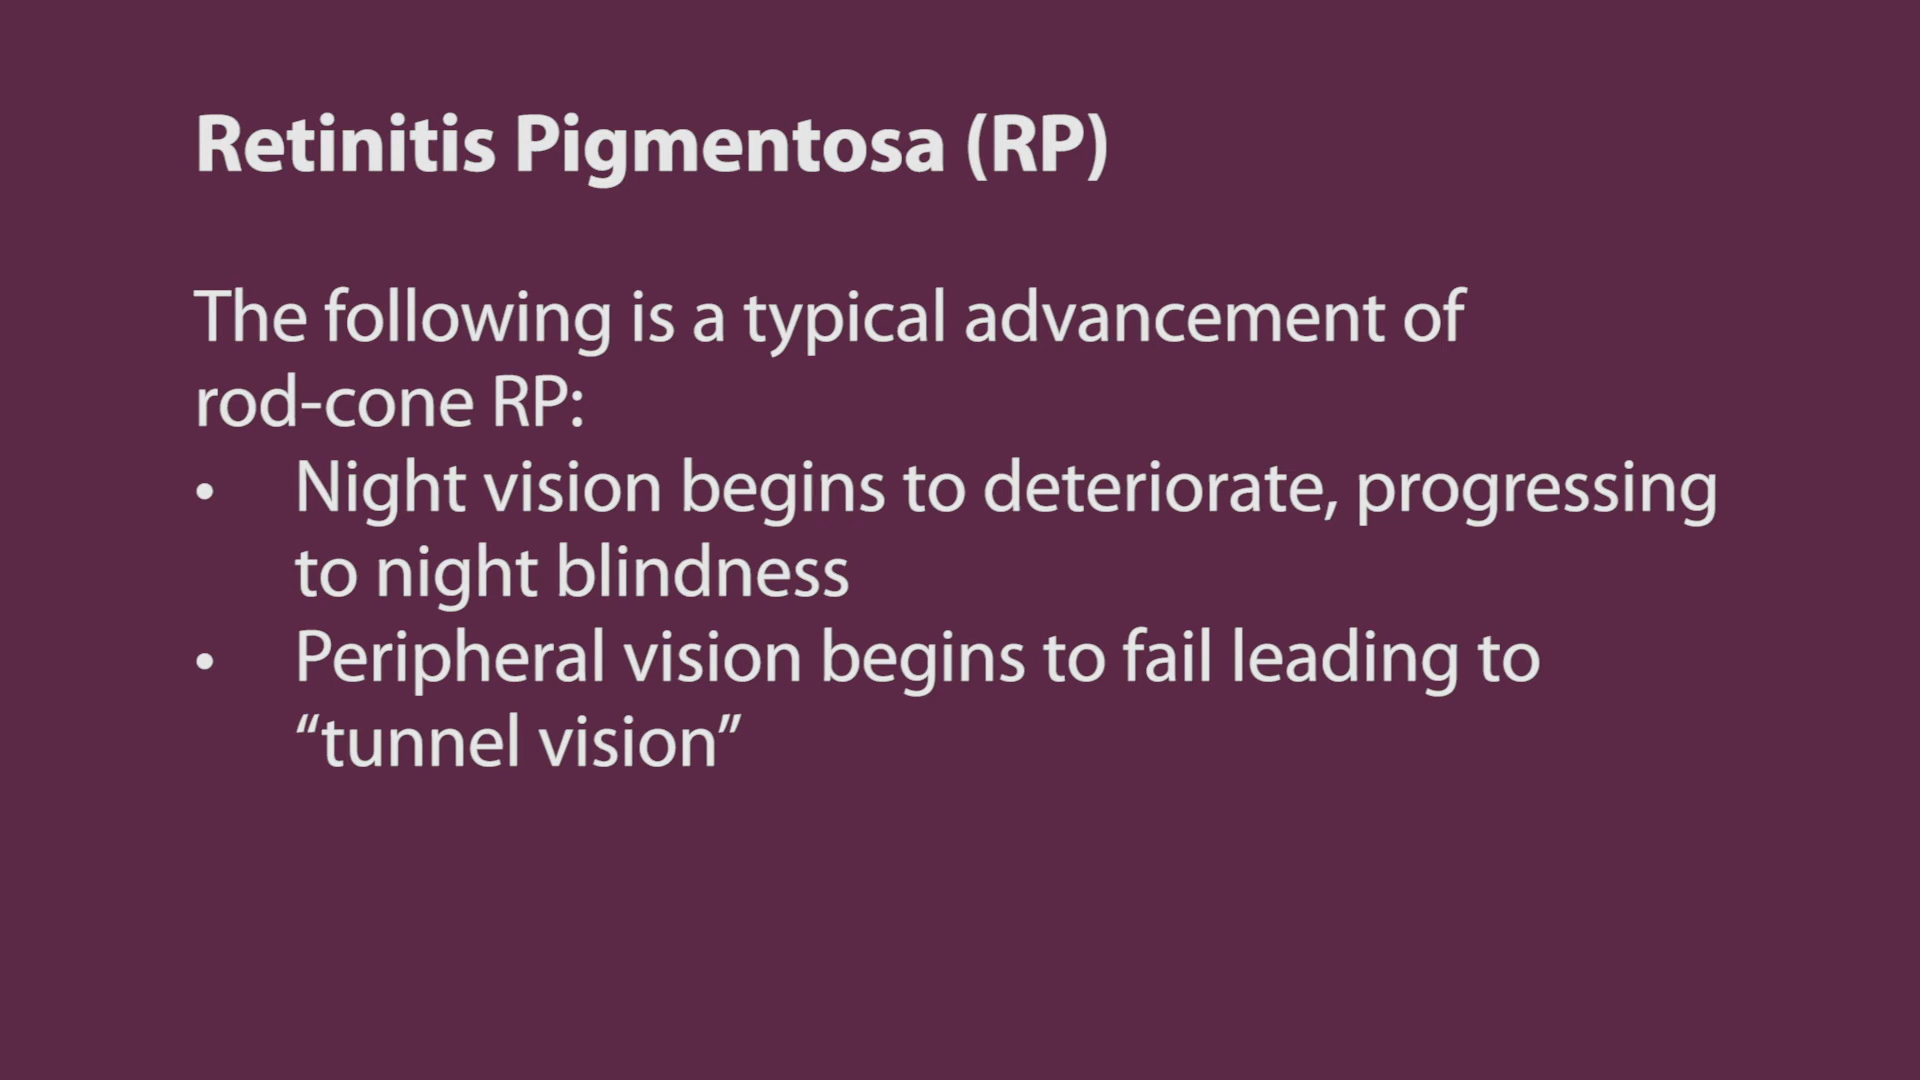 Retinitis Pigmentosa (RP)
The following is a typical advancement of
rod-cone RP:
• Night vision begins to deteriorate, progressing
to night blindness
• Peripheral vision begins to fail leading to
“tunnel vision”